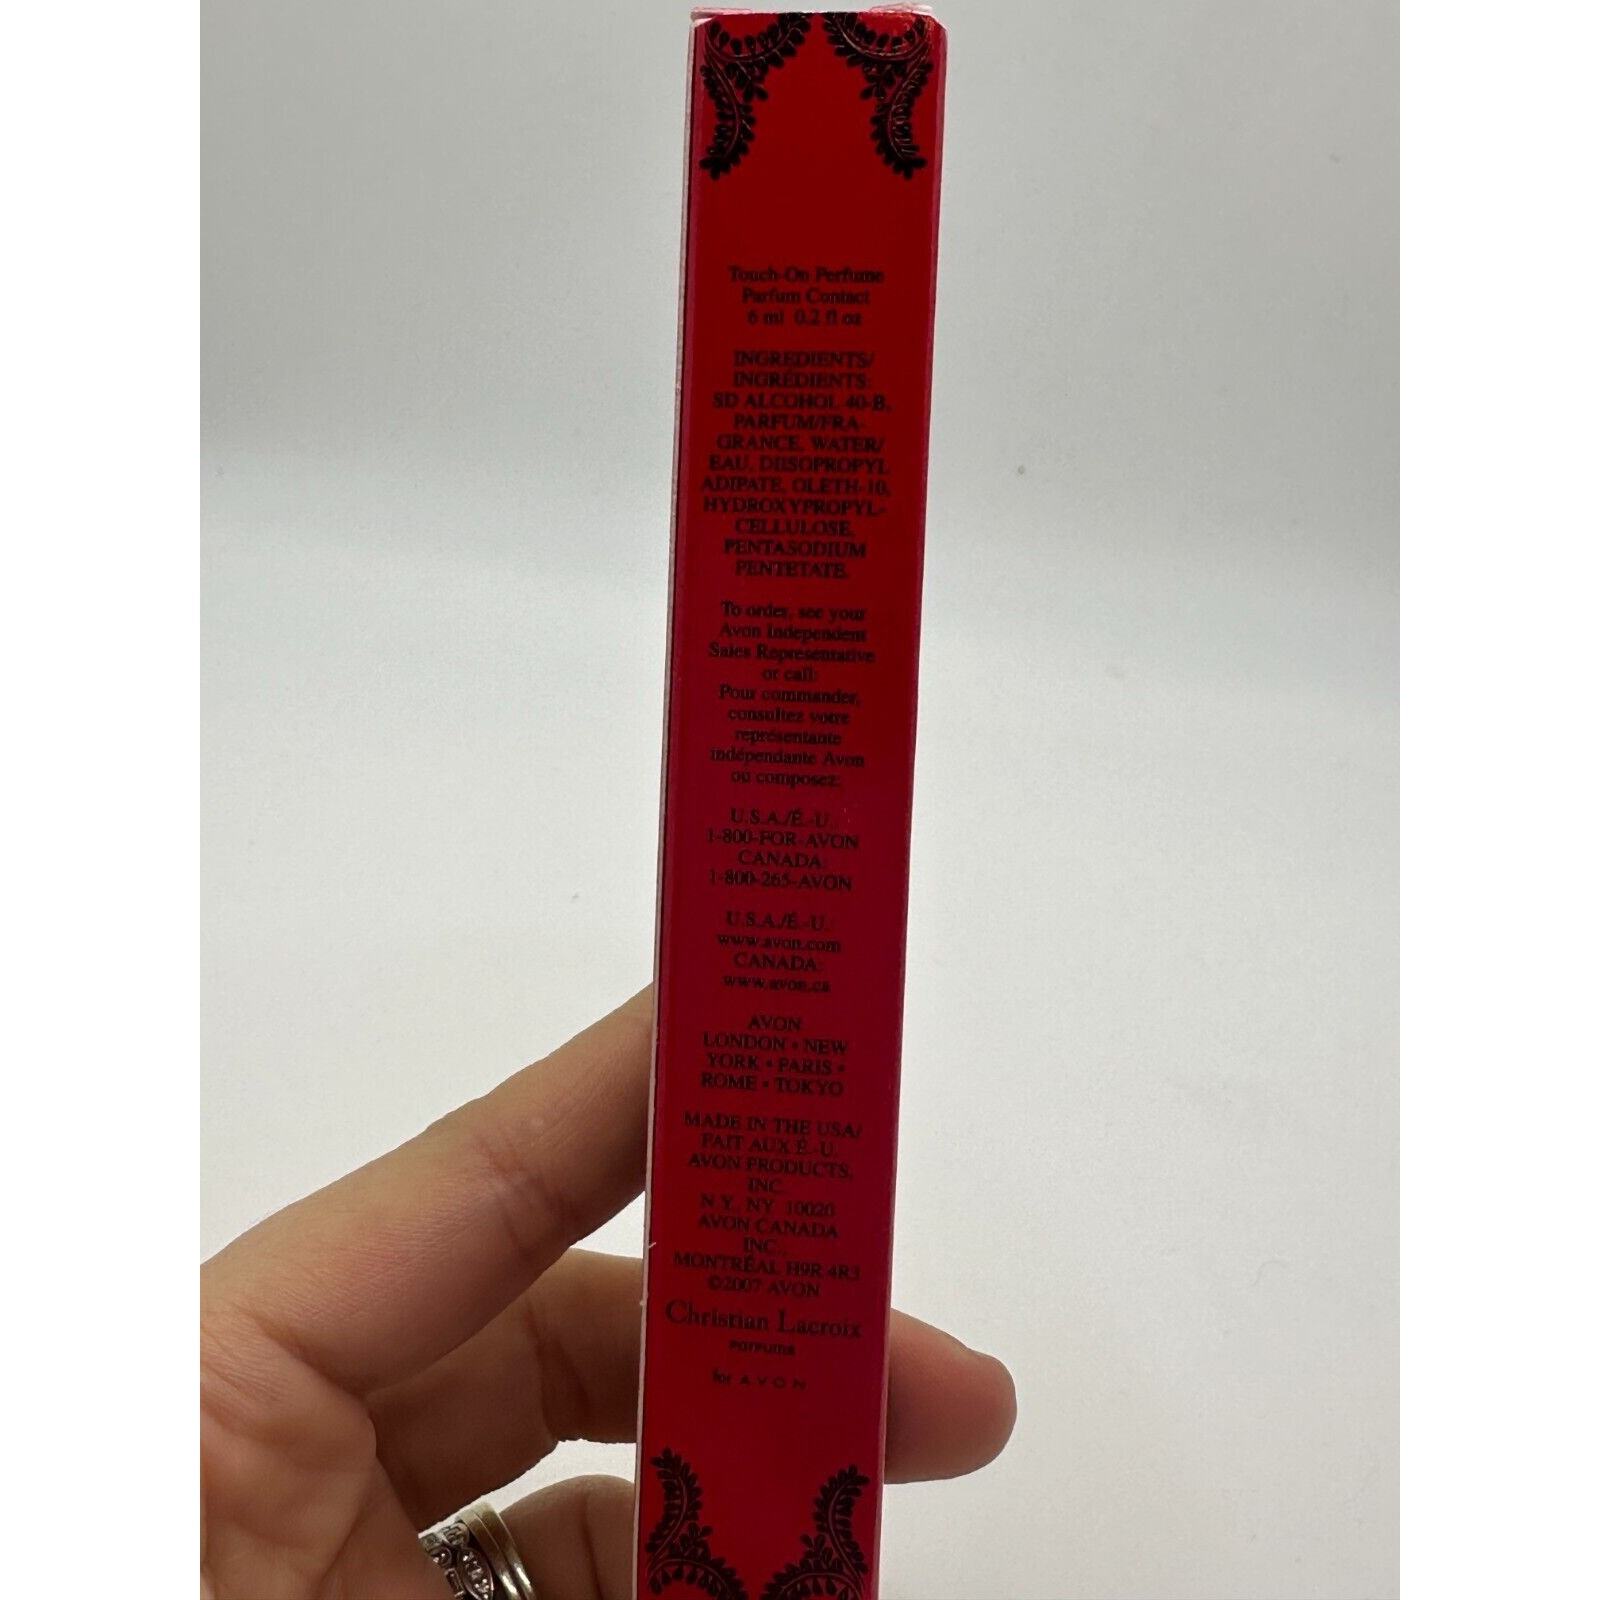 Touch-On Perfume
Parfum Contact
6 ml 0.2 fl oz
INGREDIENTS/
INGRÉDIENTS:
SD ALCOHOL 40-B,
PARFUM/FRA-
GRANCE, WATER/
EAU, DIISOPROPYL
ADIPATE, OLETH-10,
HYDROXYPROPYL-
CELLULOSE,
PENTASODIUM
PENTETATE.
To order, see your
Avon Independent
Sales Representative
or call:
Pour commander,
consultez votre
représentante
indépendante Avon
ou composez:
U.S.A./É.-U.:
1-800-FOR-AVON
CANADA:
1-800-265-AVON
U.S.A./É.-U.:
www.avon.com
CANADA:
www.avon.ca
AVON
LONDON • NEW
YORK • PARIS •
ROME • TOKYO
MADE IN THE USA/
FAIT AUX É.-U.
AVON PRODUCTS,
INC.
N.Y., NY 10020
AVON CANADA
INC.,
MONTRÉAL H9R 4R3
©2007 AVON
Christian Lacroix
PARFUMS
for AVON